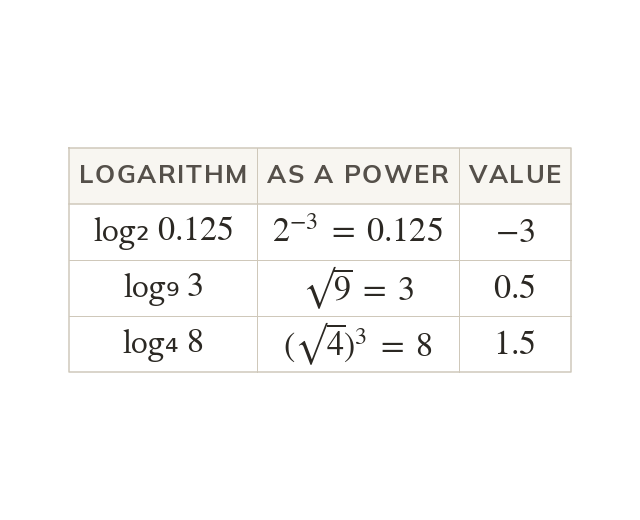 LOGARITHM AS A POWER VALUE
log₂ 0.125 2⁻³ = 0.125 −3
log₉ 3 √9 = 3 0.5
log₄ 8 (√4)³ = 8 1.5